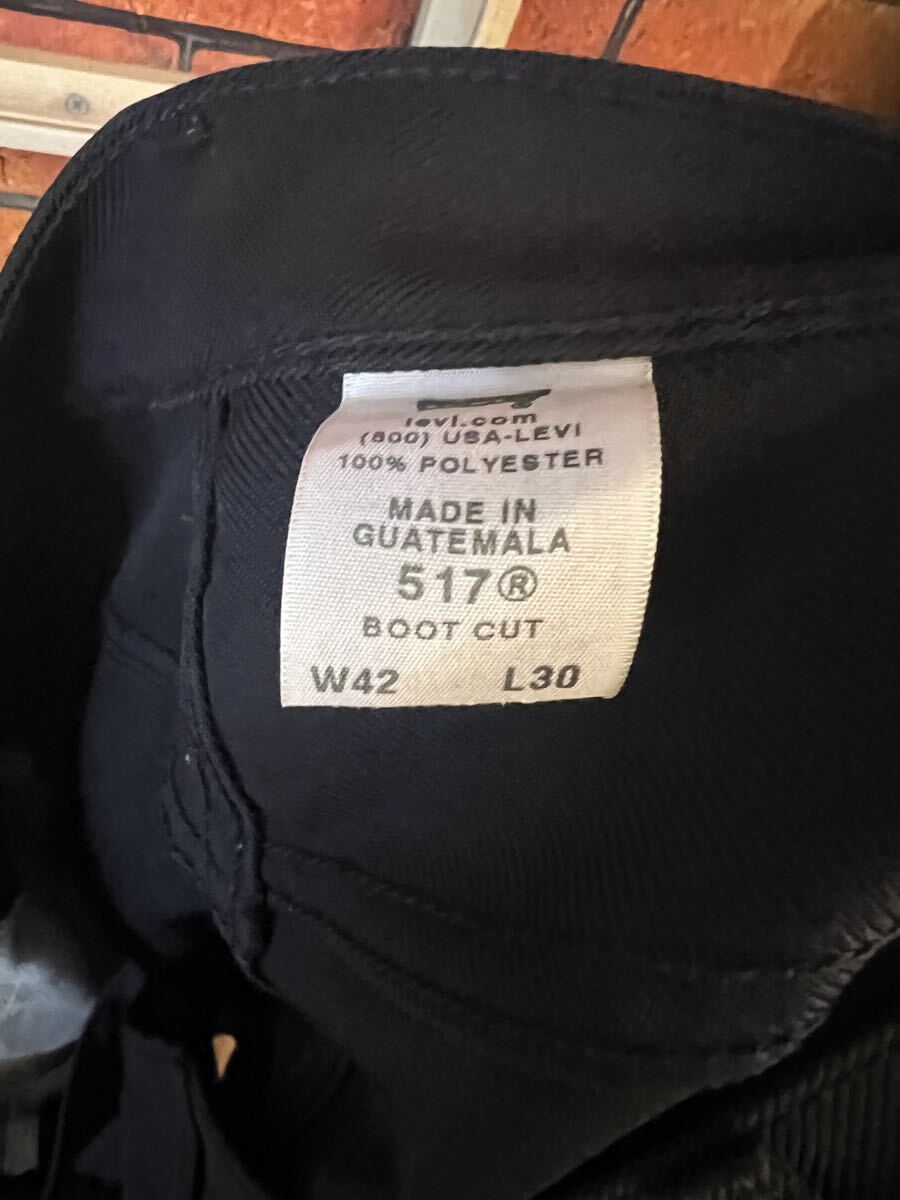 levi.com
(800) USA-LEVI
100% POLYESTER
MADE IN
GUATEMALA
517®
BOOT CUT
W42 L30